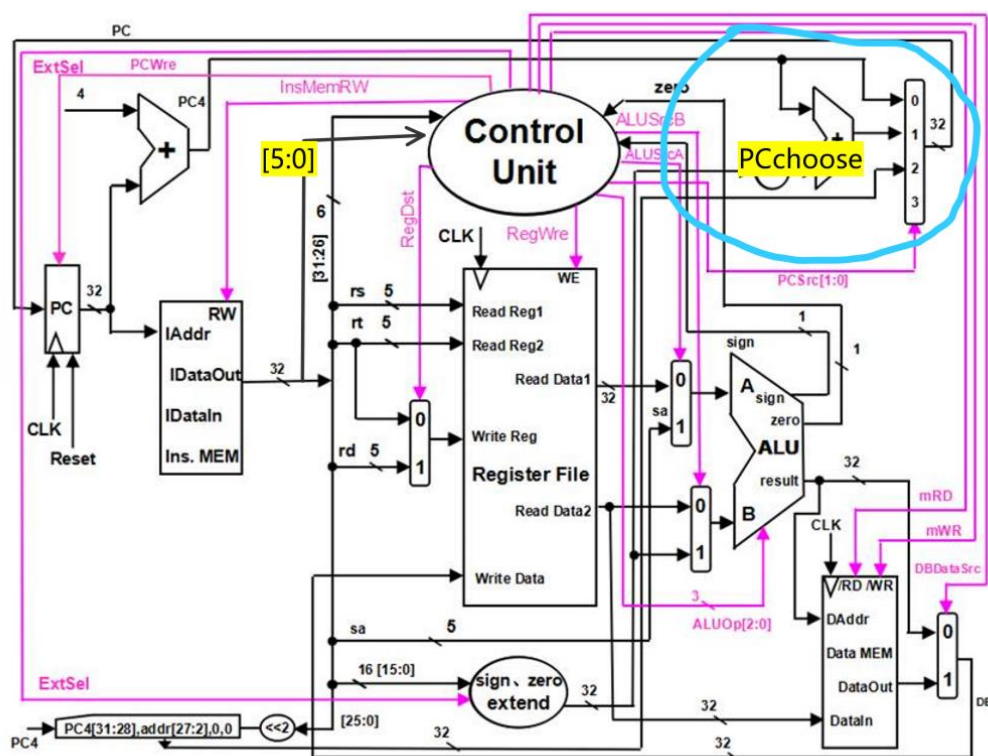 PC
ExtSel
PCWre
4
PC4
InsMemRW
[5:0]
Control
Unit
zero
ALUSrcB
ALUSrcA
PCchoose
+
+
0
1
2
3
32
PCSrc[1:0]
6
[31:26]
RegDst
CLK
RegWre
WE
PC
32
RW
IAddr
IDataOut
IDataIn
Ins. MEM
32
CLK
Reset
rs 5
rt 5
rd 5
0
1
Read Reg1
Read Reg2
Read Data1
Write Reg
Register File
Read Data2
Write Data
32
sa
0
1
0
1
sign
1
1
A
sign
zero
ALU
result
B
32
3
ALUOp[2:0]
mRD
mWR
DBDataSrc
CLK
/RD /WR
DAddr
Data MEM
DataOut
DataIn
0
1
sa 5
16 [15:0]
ExtSel
sign、zero
extend
32
32
PC4
PC4[31:28],addr[27:2],0,0
<<2
[25:0]
32
32